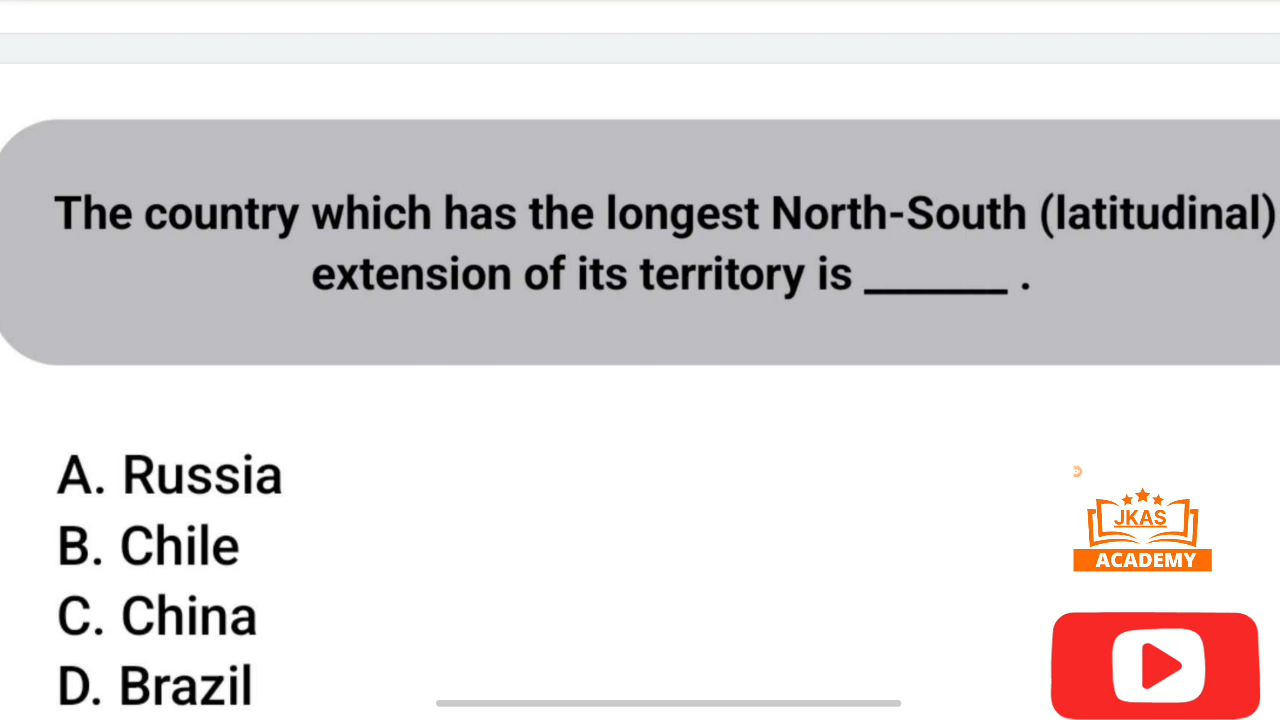 The country which has the longest North-South (latitudinal)
extension of its territory is ______ .
A. Russia
B. Chile
C. China
D. Brazil
JKAS
ACADEMY